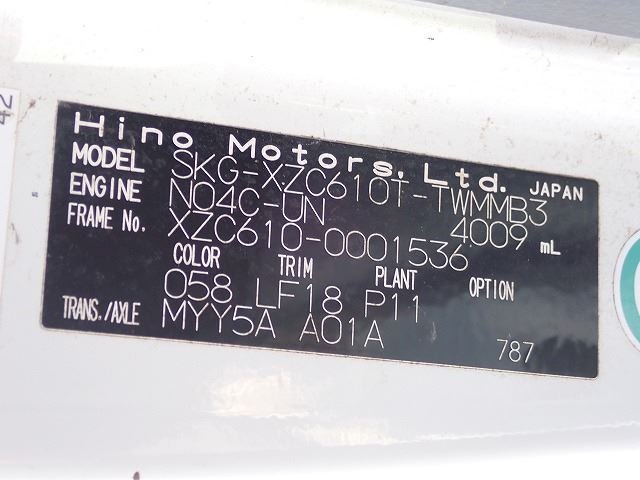 42
Hino Motors, Ltd. JAPAN
MODEL SKG-XZC610T-TWMMB3
ENGINE N04C-UN 4009 mL
FRAME No. XZC610-0001536
COLOR TRIM PLANT OPTION
058 LF18 P11
TRANS./AXLE MYY5A A01A 787